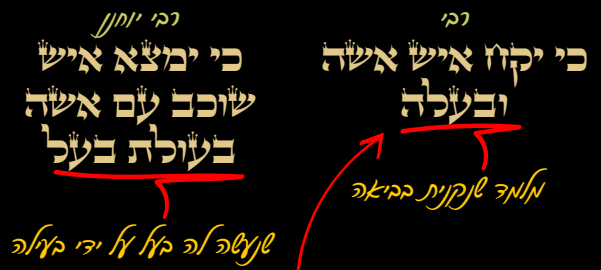 רבי
כי יקח איש אשה
ובעלה
מלמד שנקנית בביאה
רבי יוחנן
כי ימצא איש
שוכב עם אשה
בעולת בעל
שנעשה לה בעל על ידי בעילה